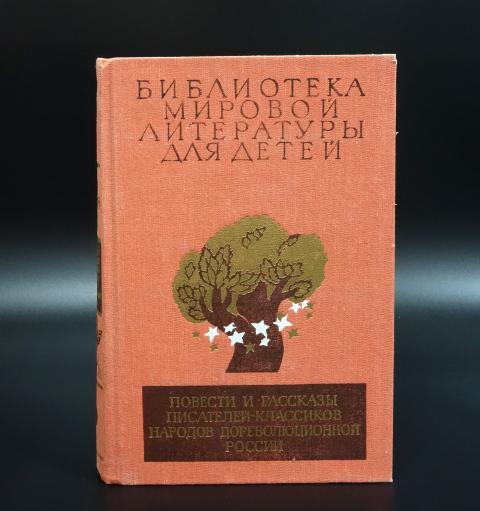 БИБЛИОТЕКА
МИРОВОЙ
ЛИТЕРАТУРЫ
ДЛЯ ДЕТЕЙ
ПОВЕСТИ И РАССКАЗЫ
ПИСАТЕЛЕЙ-КЛАССИКОВ
НАРОДОВ ДОРЕВОЛЮЦИОННОЙ
РОССИИ